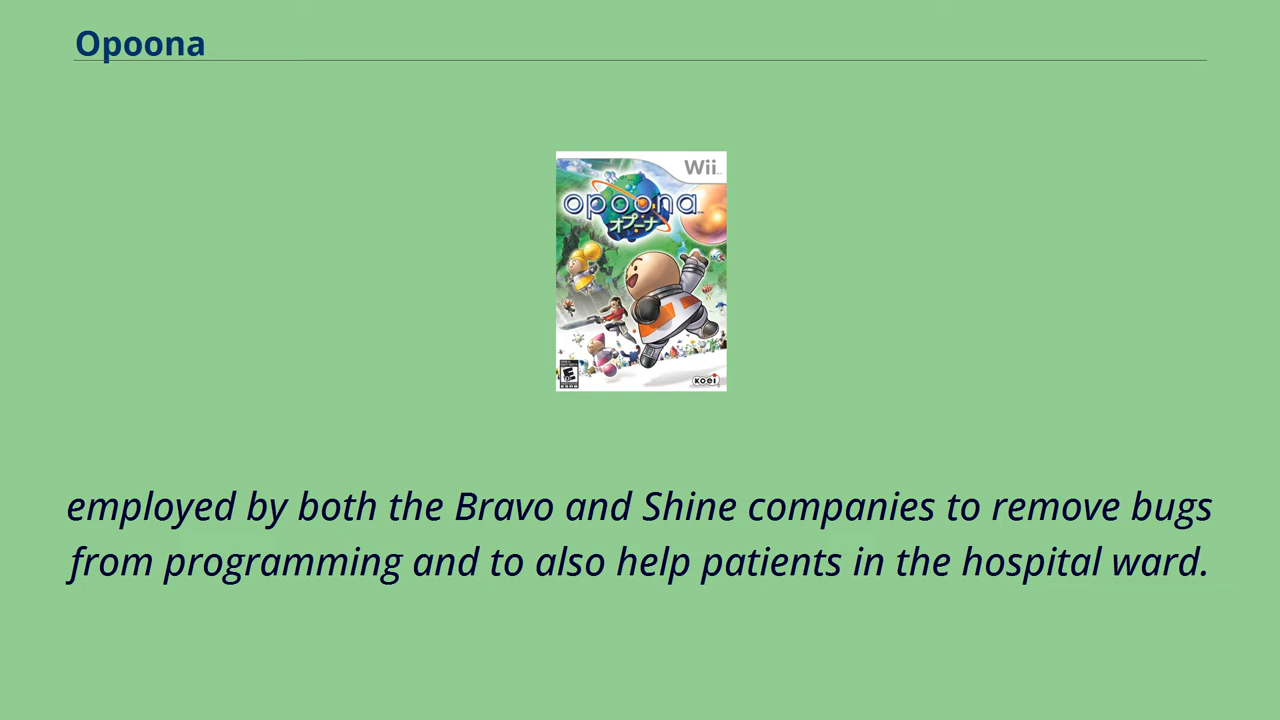 Opoona
Wii
opoona
オプーナ
E
KOEI
employed by both the Bravo and Shine companies to remove bugs
from programming and to also help patients in the hospital ward.